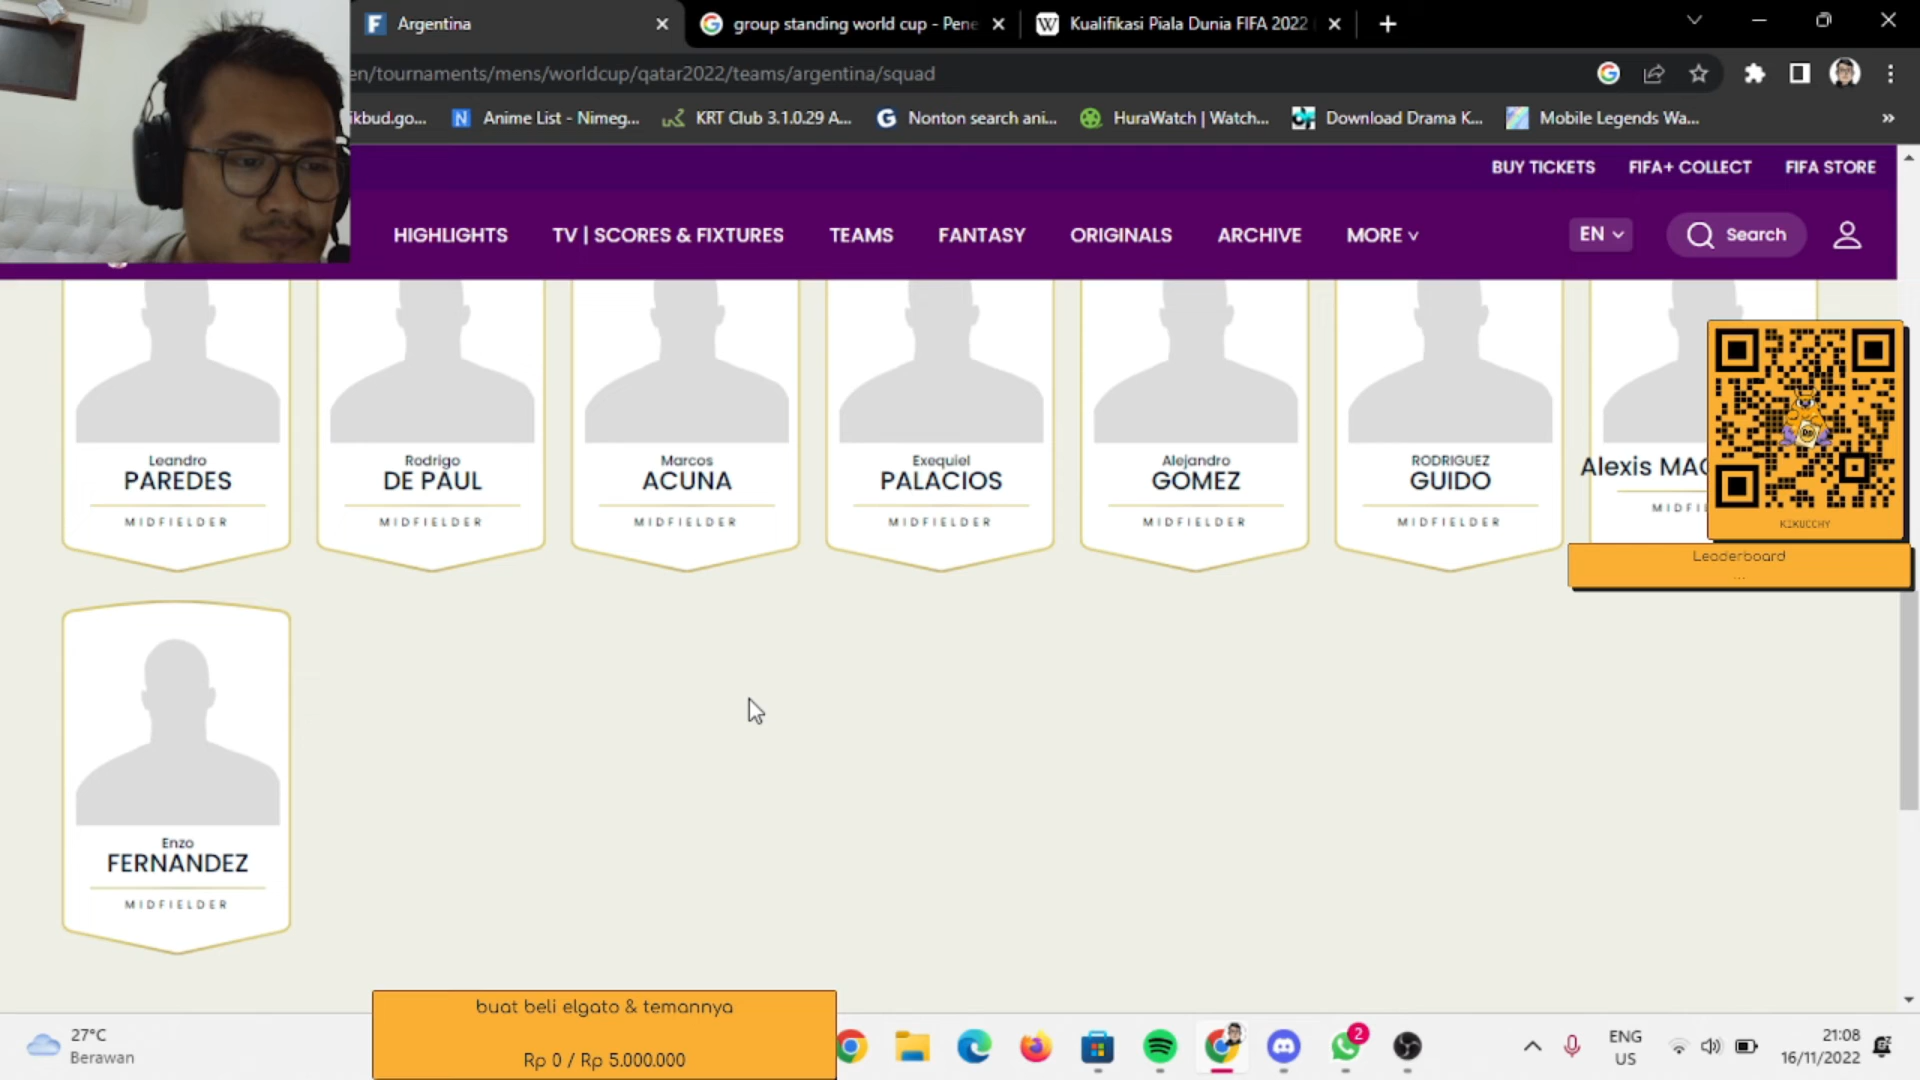 Argentina
group standing world cup - Pene
Kualifikasi Piala Dunia FIFA 2022
en/tournaments/mens/worldcup/qatar2022/teams/argentina/squad
ikbud.go...
Anime List - Nimeg...
KRT Club 3.1.0.29 A...
Nonton search ani...
HuraWatch | Watch...
Download Drama K...
Mobile Legends Wa...
»
BUY TICKETS
FIFA+ COLLECT
FIFA STORE
HIGHLIGHTS
TV | SCORES & FIXTURES
TEAMS
FANTASY
ORIGINALS
ARCHIVE
MORE
EN
Search
Leandro
PAREDES
MIDFIELDER
Rodrigo
DE PAUL
MIDFIELDER
Marcos
ACUNA
MIDFIELDER
Exequiel
PALACIOS
MIDFIELDER
Alejandro
GOMEZ
MIDFIELDER
RODRIGUEZ
GUIDO
MIDFIELDER
Alexis MAC
MIDFIE
KIKUCCHY
Leaderboard
...
Enzo
FERNANDEZ
MIDFIELDER
buat beli elgato & temannya
Rp 0 / Rp 5.000.000
27°C
Berawan
2
ENG
US
21:08
16/11/2022